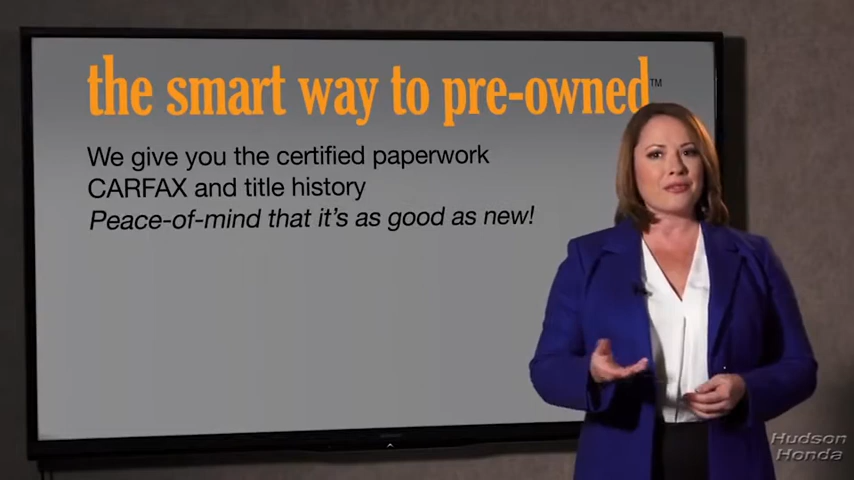 the smart way to pre-owned™
We give you the certified paperwork
CARFAX and title history
Peace-of-mind that it's as good as new!
Hudson
Honda